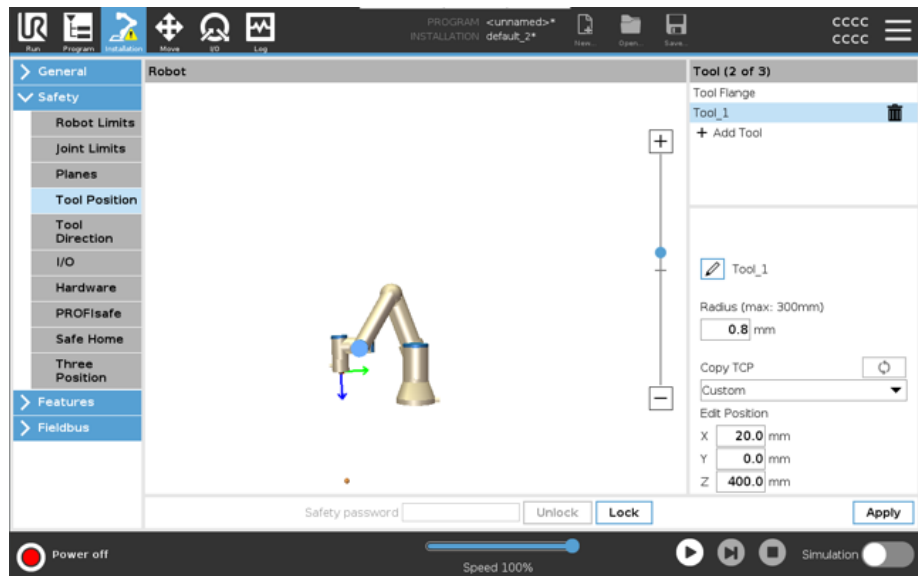 PROGRAM <unnamed>*
INSTALLATION default_2*
New... Open... Save...
cccc
cccc
UR
Run Program Installation Move I/O Log
General
Safety
Robot Limits
Joint Limits
Planes
Tool Position
Tool
Direction
I/O
Hardware
PROFIsafe
Safe Home
Three
Position
Features
Fieldbus
Robot
Tool (2 of 3)
Tool Flange
Tool_1
+ Add Tool
Tool_1
Radius (max: 300mm)
0.8 mm
Copy TCP
Custom
Edit Position
X 20.0 mm
Y 0.0 mm
Z 400.0 mm
Safety password Unlock Lock Apply
Power off
Speed 100%
Simulation